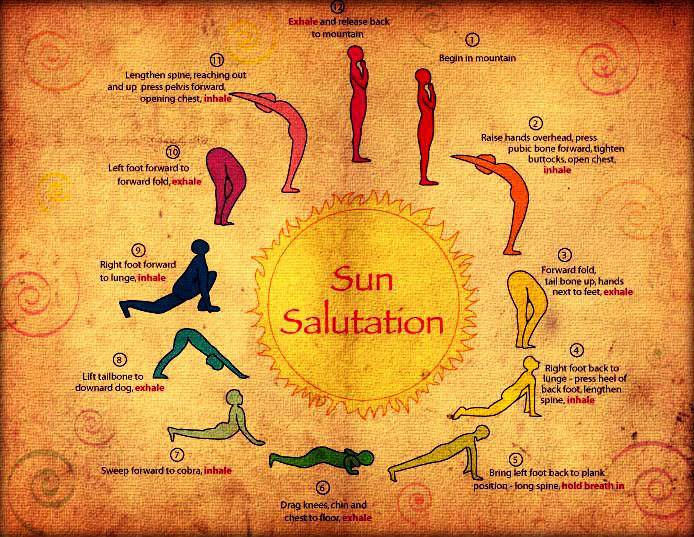 12
Exhale and release back
to mountain
1
Begin in mountain
2
Raise hands overhead, press
pubic bone forward, tighten
buttocks, open chest,
inhale
3
Forward fold,
tail bone up, hands
next to feet, exhale
4
Right foot back to
lunge - press heel of
back foot, lengthen
spine, inhale
5
Bring left foot back to plank
position - long spine, hold breath in
6
Drag knees, chin and
chest to floor, exhale
7
Sweep forward to cobra, inhale
8
Lift tailbone to
downard dog, exhale
9
Right foot forward
to lunge, inhale
10
Left foot forward to
forward fold, exhale
11
Lengthen spine, reaching out
and up press pelvis forward,
opening chest, inhale
Sun
Salutation